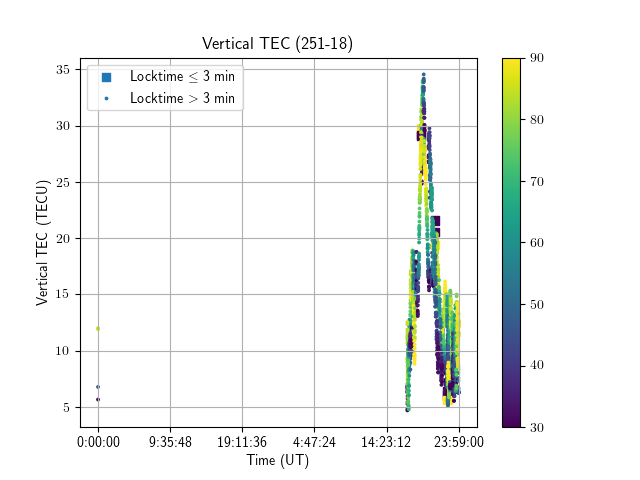 Vertical TEC (251-18)
Locktime ≤ 3 min
Locktime > 3 min
Vertical TEC (TECU)
35
30
25
20
15
10
5
0:00:00 9:35:48 19:11:36 4:47:24 14:23:12 23:59:00
Time (UT)
90
80
70
60
50
40
30